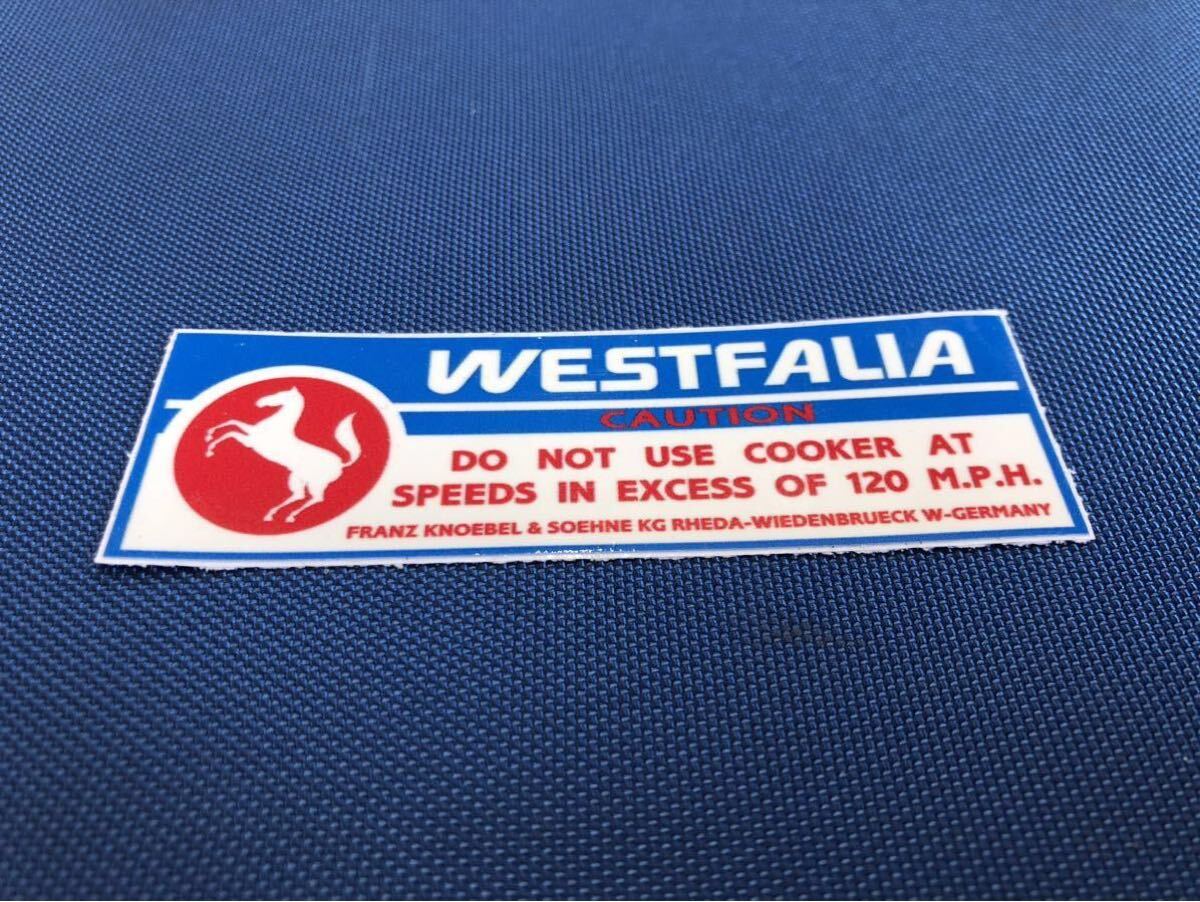 WESTFALIA
CAUTION
DO NOT USE COOKER AT
SPEEDS IN EXCESS OF 120 M.P.H.
FRANZ KNOEBEL & SOEHNE KG RHEDA-WIEDENBRUECK W-GERMANY